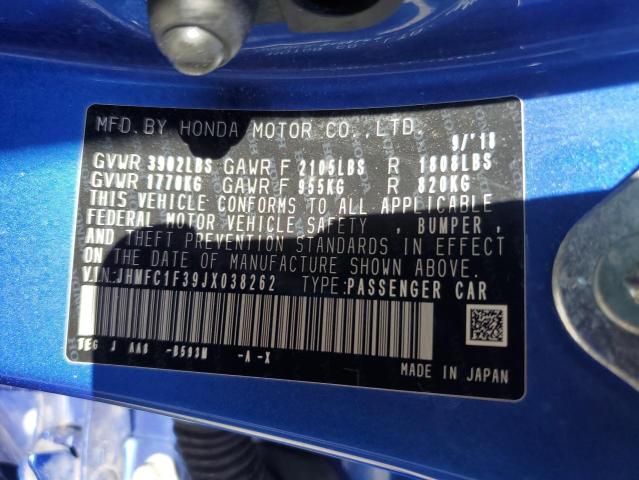 MFD.BY HONDA MOTOR CO.,LTD. 9/'18
GVWR 3902LBS GAWR F 2105LBS R 1808LBS
GVWR 1770KG GAWR F 955KG R 820KG
THIS VEHICLE CONFORMS TO ALL APPLICABLE
FEDERAL MOTOR VEHICLE SAFETY , BUMPER ,
AND THEFT PREVENTION STANDARDS IN EFFECT
ON THE DATE OF MANUFACTURE SHOWN ABOVE.
V.I.N:JHMFC1F39JX038262 TYPE:PASSENGER CAR
J AA8 -B593M -A-X
MADE IN JAPAN